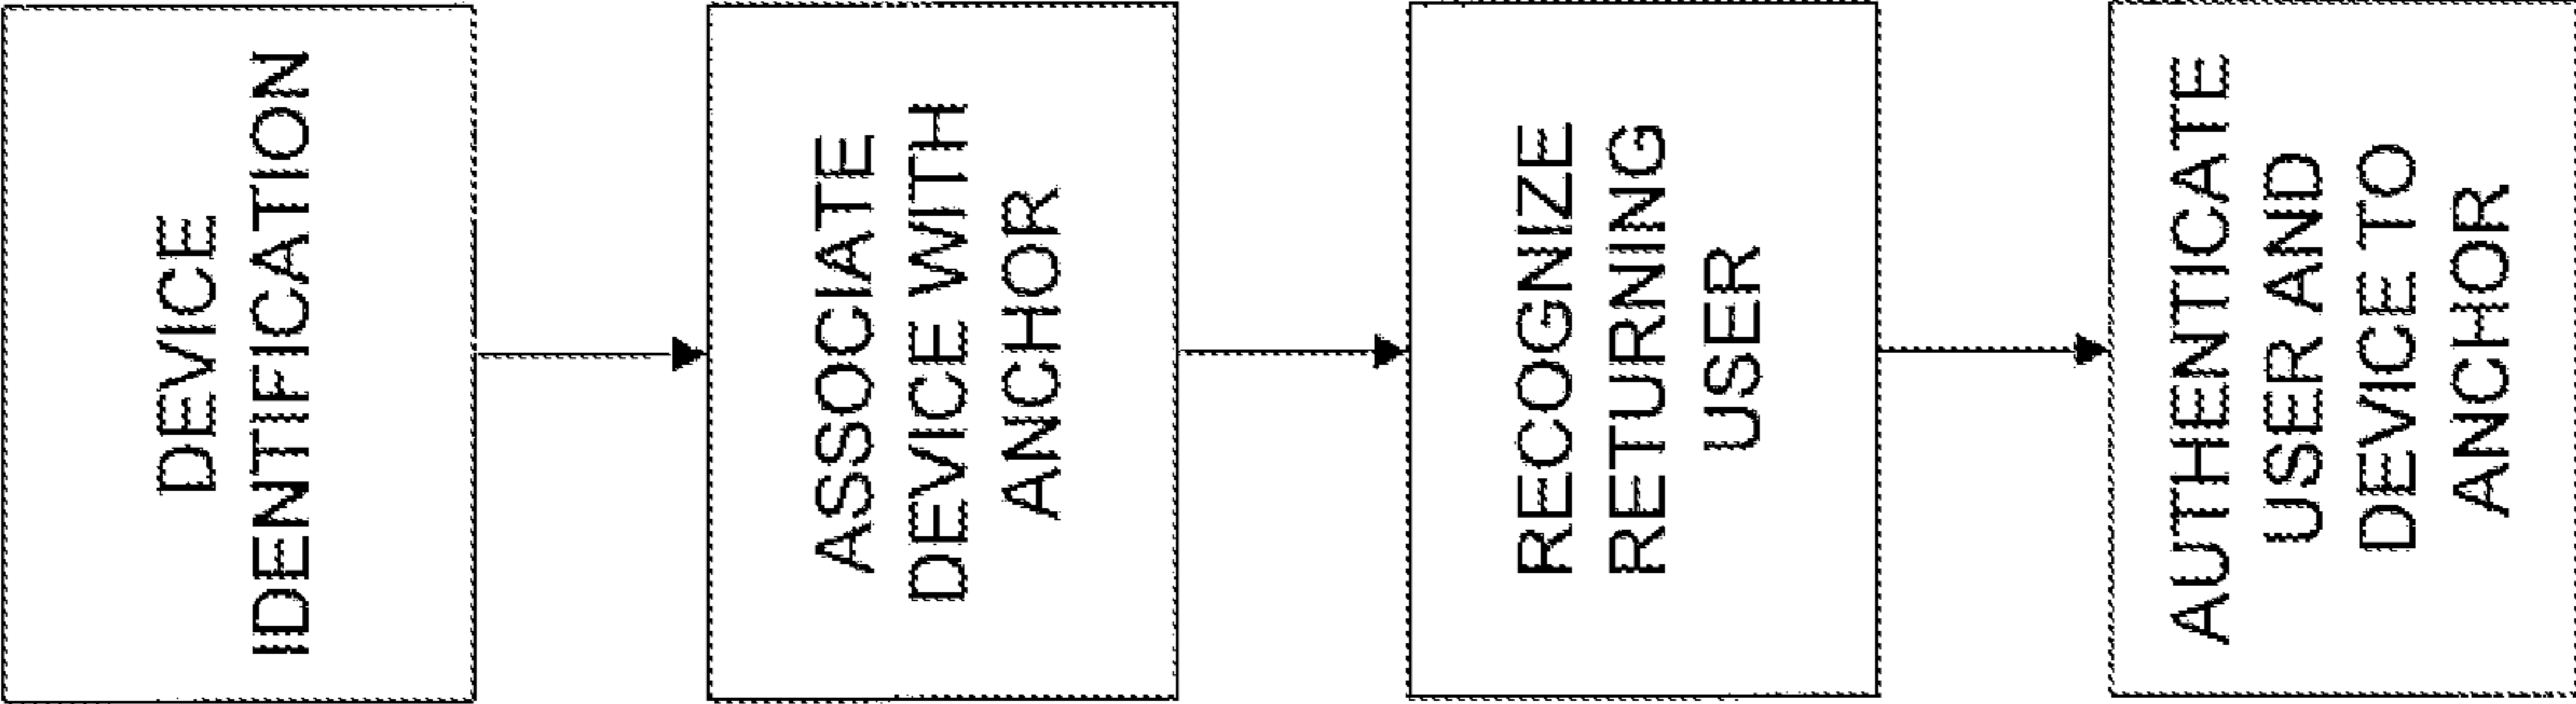 DEVICE
IDENTIFICATION
ASSOCIATE
DEVICE WITH
ANCHOR
RECOGNIZE
RETURNING
USER
AUTHENTICATE
USER AND
DEVICE TO
ANCHOR